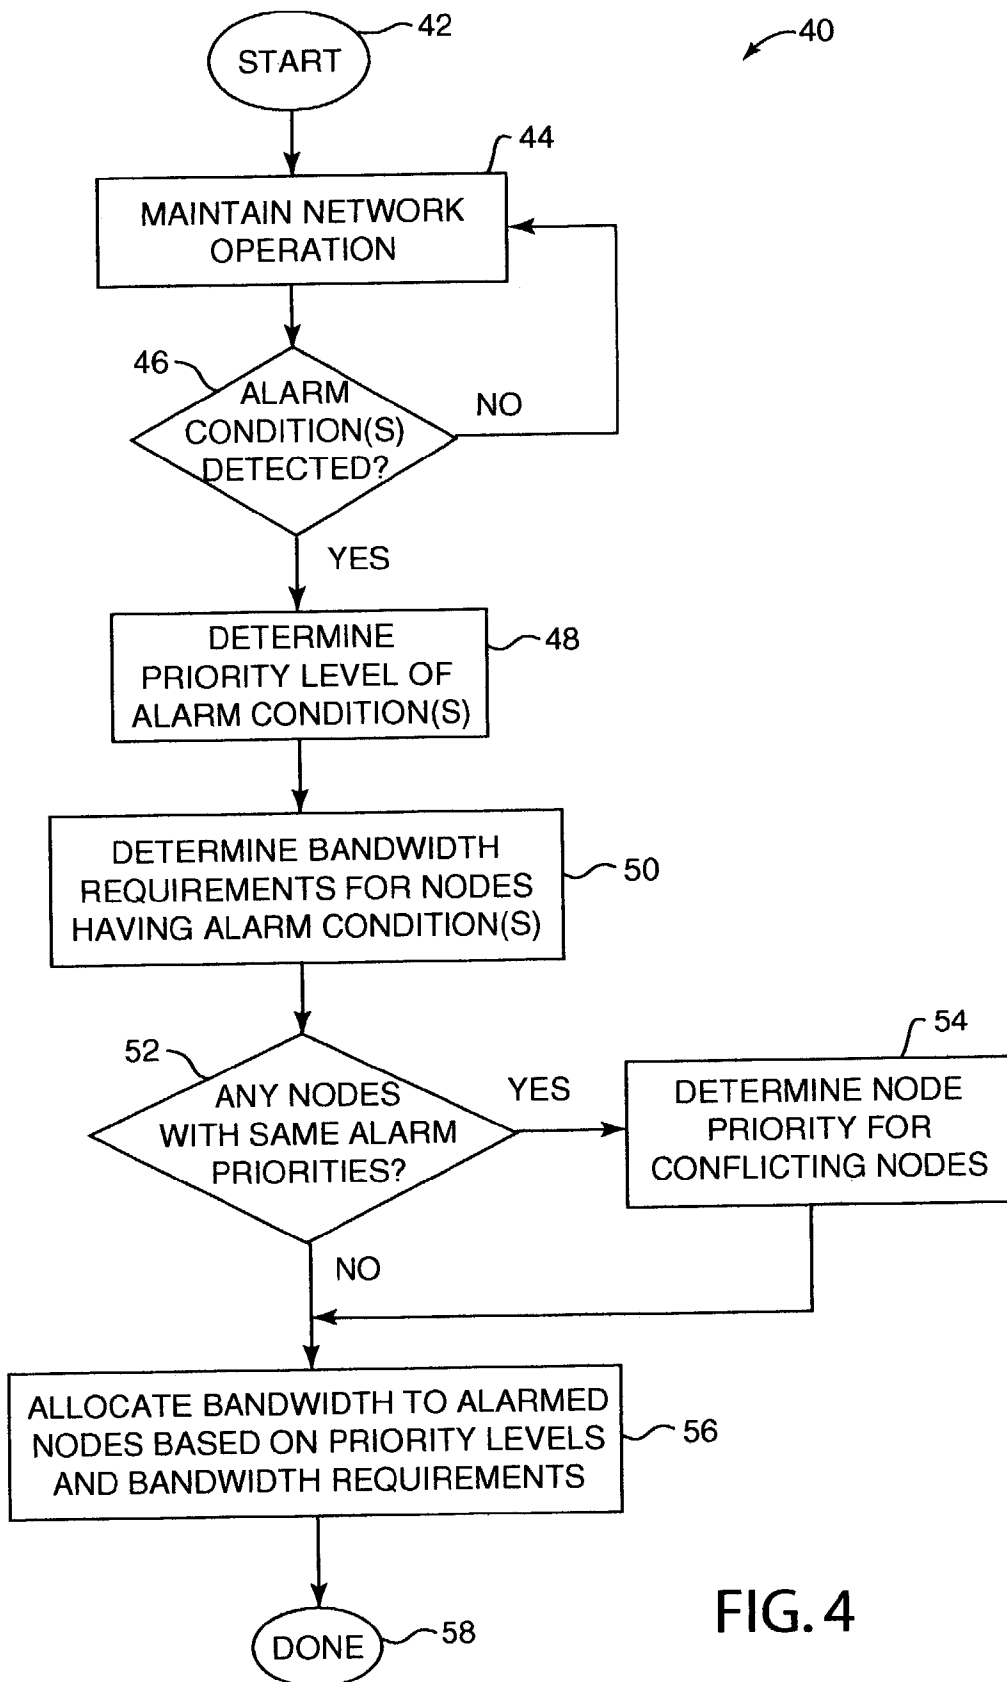 START
42
40
44
MAINTAIN NETWORK
OPERATION
46
ALARM
CONDITION(S)
DETECTED?
NO
YES
DETERMINE
PRIORITY LEVEL OF
ALARM CONDITION(S)
48
DETERMINE BANDWIDTH
REQUIREMENTS FOR NODES
HAVING ALARM CONDITION(S)
50
52
ANY NODES
WITH SAME ALARM
PRIORITIES?
YES
54
DETERMINE NODE
PRIORITY FOR
CONFLICTING NODES
NO
ALLOCATE BANDWIDTH TO ALARMED
NODES BASED ON PRIORITY LEVELS
AND BANDWIDTH REQUIREMENTS
56
DONE
58
FIG. 4